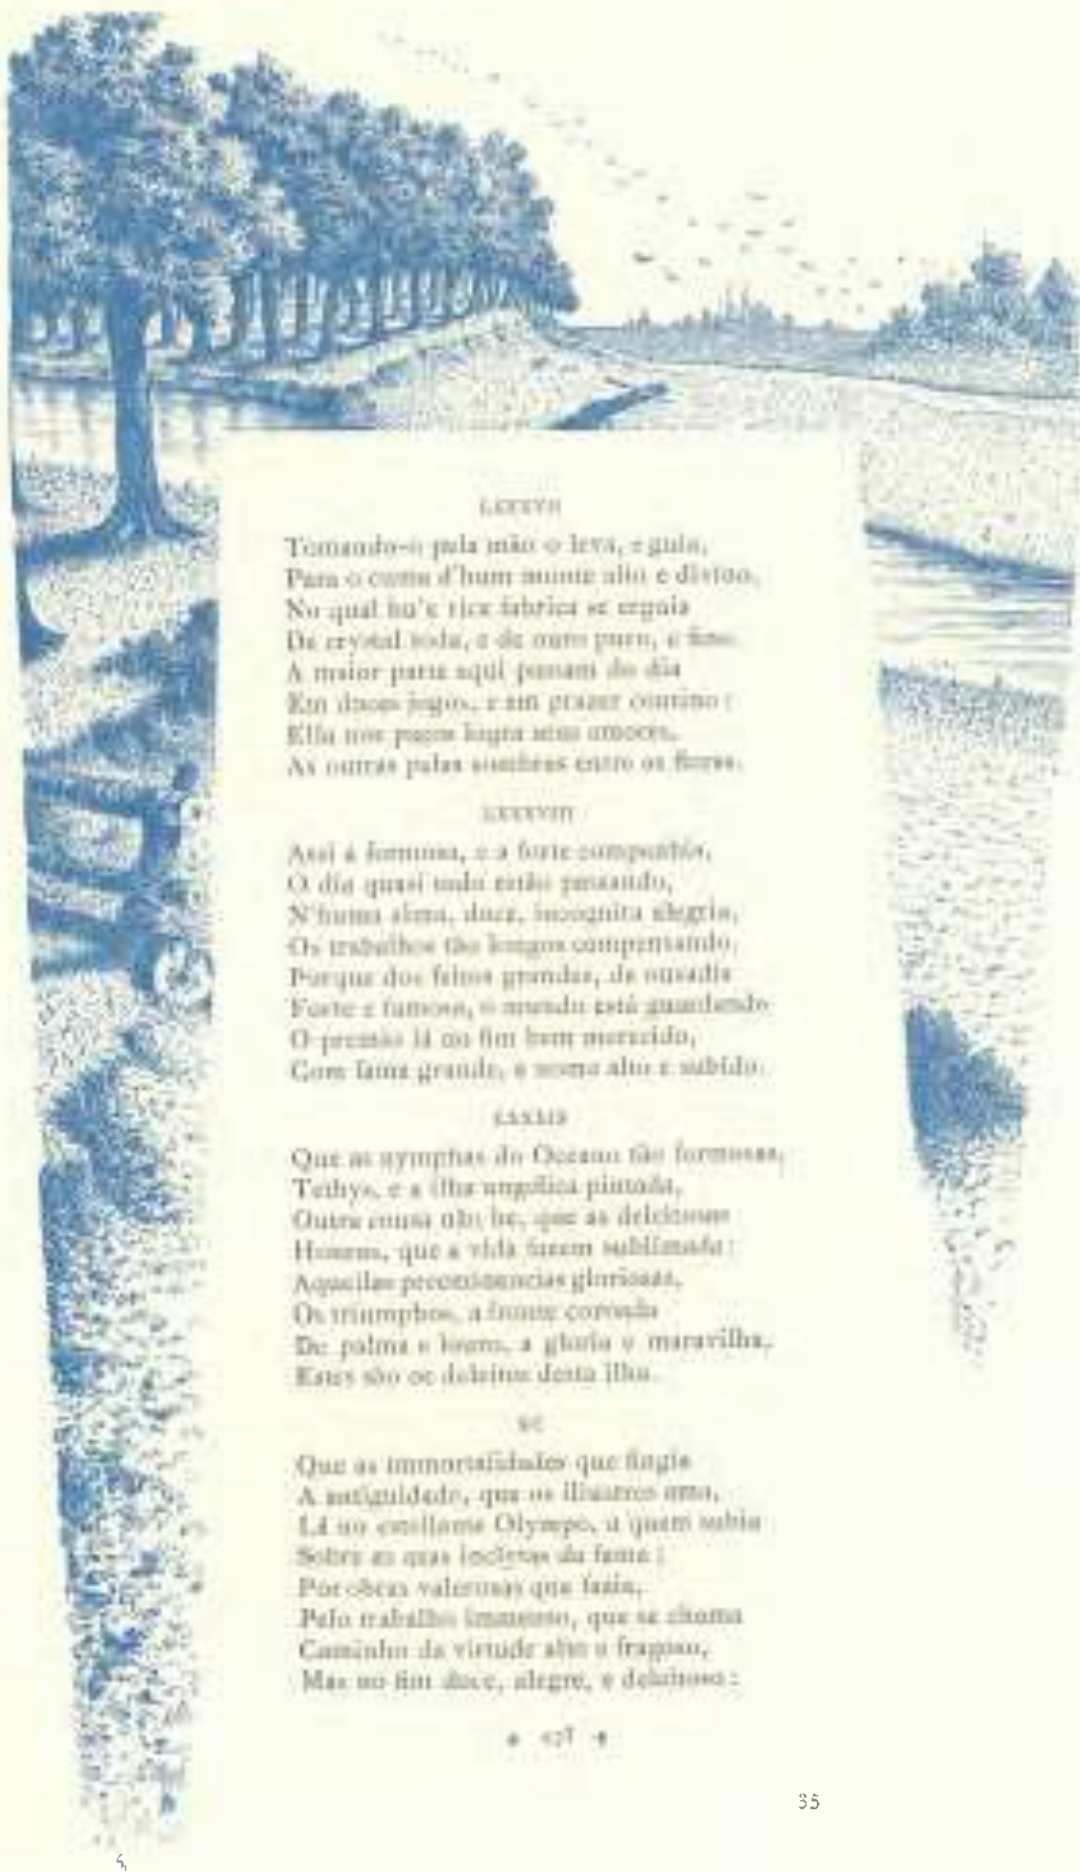 LXXXVII
Tomando-o pela mão o leva, e guia,
Para o cume d'hum monte alto e divino,
No qual hu'a rica fabrica se erguia
De crystal toda, e de ouro puro, e fino.
A maior parte aqui passam do dia
Em doces jogos, e em prazer contino:
Ella nos paços logra seus amores,
As outras pelas sombras entre as flores.
LXXXVIII
Assi a formosa, e a forte companhia,
O dia quasi todo estão passando,
N'huma alma, doce, incognita alegria,
Os trabalhos tão longos compensando.
Porque dos feitos grandes, da ousadia
Forte e famosa, o mundo está guardando
O premio lá no fim bem merecido,
Com fama grande, e nome alto e subido.
LXXXIX
Que as nymphas do Oceano tão formosas,
Tethys, e a ilha angelica pintada,
Outra cousa não he, que as deleitosas
Honras, que a vida fazem sublimada:
Aquellas preeminencias gloriosas,
Os triumphos, a fronte coroada
De palma e louro, a gloria e maravilha,
Estes são os deleites desta ilha.
XC
Que as immortalidades que fingia
A antiguidade, que os illustres ama,
Lá no estellante Olympo, a quem subia
Sobre as azas inclytas da fama;
Por obras valerosas que fazia,
Pelo trabalho immenso, que se chama
Caminho da virtude alto e fragoso,
Mas no fim doce, alegre, e deleitoso:
35